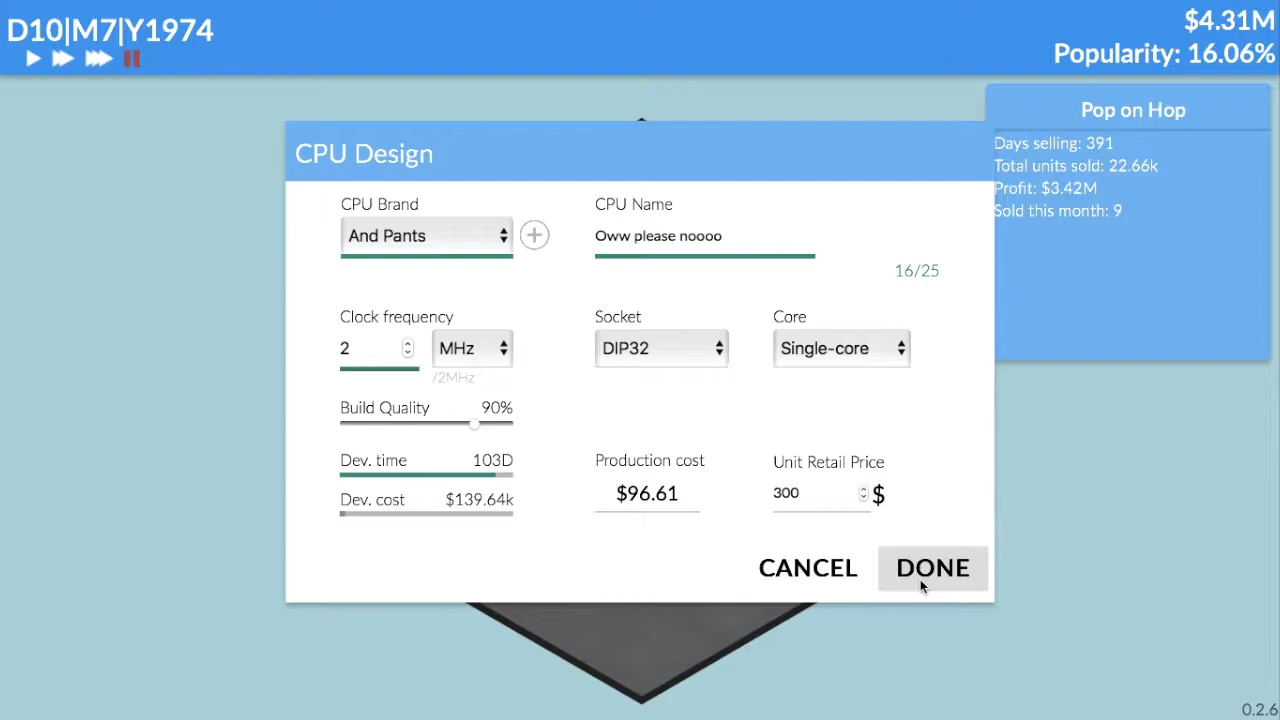 D10|M7|Y1974
$4.31M
Popularity: 16.06%
Pop on Hop
Days selling: 391
Total units sold: 22.66k
Profit: $3.42M
Sold this month: 9
CPU Design
CPU Brand
CPU Name
And Pants
Oww please noooo
16/25
Clock frequency
Socket
Core
2
MHz
DIP32
Single-core
/2MHz
Build Quality
90%
Dev. time
103D
Production cost
Unit Retail Price
Dev. cost
$139.64k
$96.61
300
$
CANCEL
DONE
0.2.6